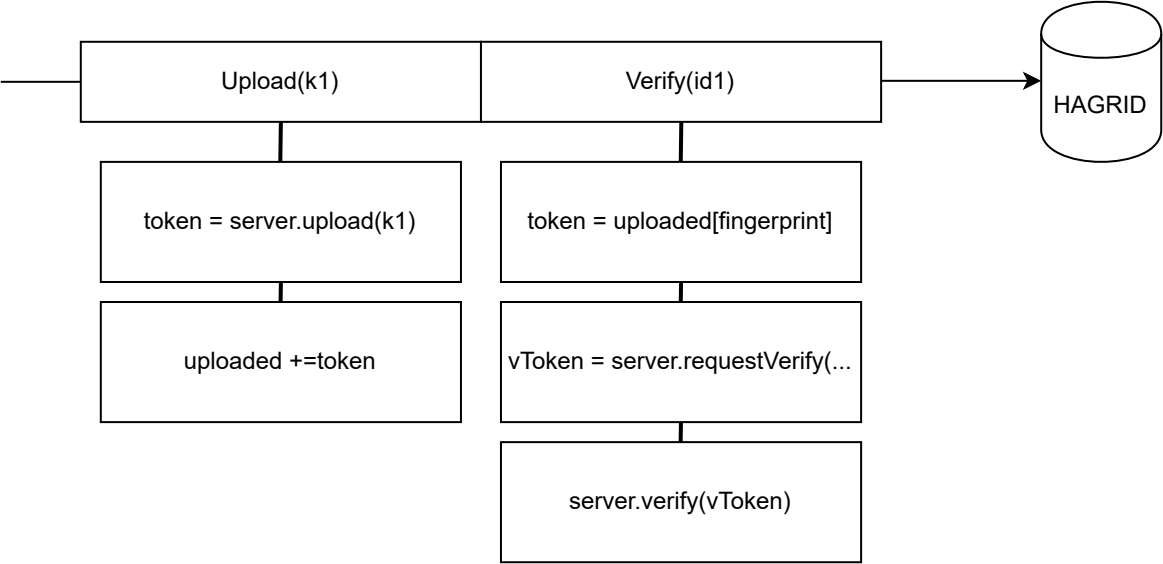 Upload(k1)
Verify(id1)
HAGRID
token = server.upload(k1)
token = uploaded[fingerprint]
uploaded +=token
vToken = server.requestVerify(...
server.verify(vToken)